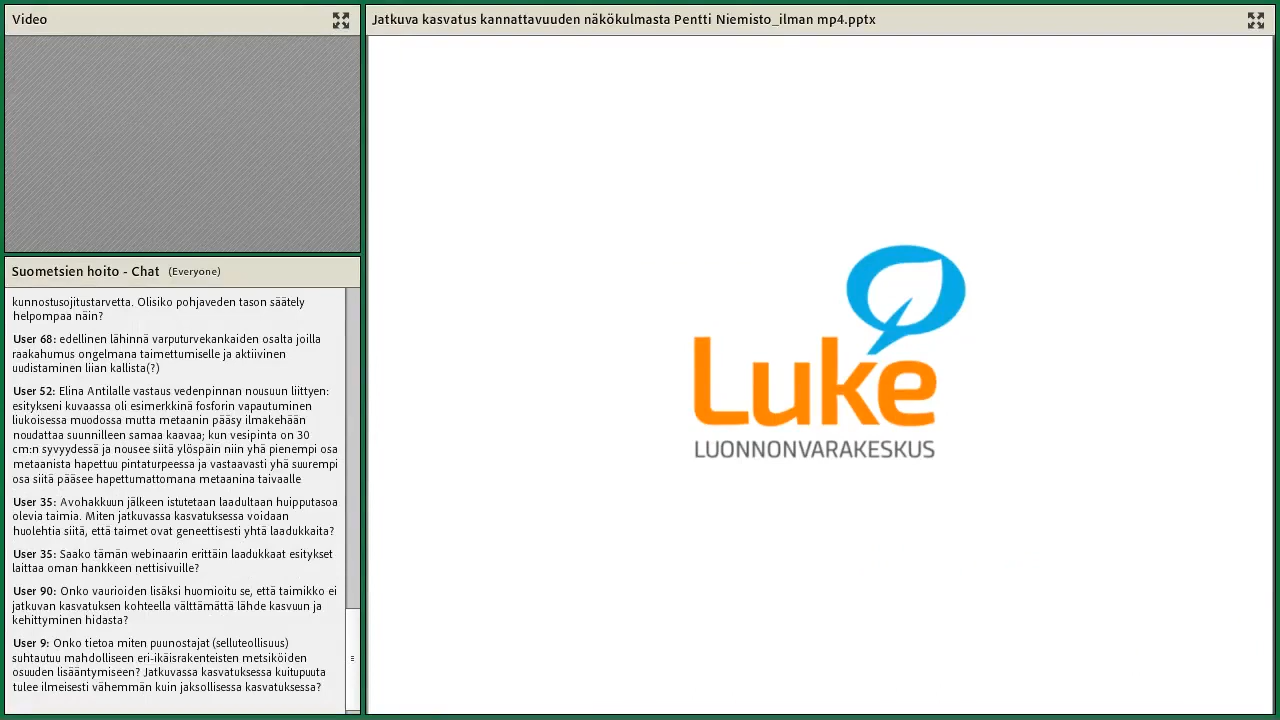 Video
Jatkuva kasvatus kannattavuuden näkökulmasta Pentti Niemisto_ilman mp4.pptx
Suometsien hoito - Chat (Everyone)
kunnostusojitustarvetta. Olisiko pohjaveden tason säätely
helpompaa näin?
User 68: edellinen lähinnä varputurvekankaiden osalta joilla
raakahumus ongelmana taimettumiselle ja aktiivinen
uudistaminen liian kallista(?)
User 52: Elina Antilalle vastaus vedenpinnan nousuun liittyen:
esitykseni kuvaassa oli esimerkkinä fosforin vapautuminen
liukoisessa muodossa mutta metaanin pääsy ilmakehään
noudattaa suunnilleen samaa kaavaa; kun vesipinta on 30
cm:n syvyydessä ja nousee siitä ylöspäin niin yhä pienempi osa
metaanista hapettuu pintaturpeessa ja vastaavasti yhä suurempi
osa siitä pääsee hapettumattomana metaanina taivaalle
User 35: Avohakkuun jälkeen istutetaan laadultaan huipputasoa
olevia taimia. Miten jatkuvassa kasvatuksessa voidaan
huolehtia siitä, että taimet ovat geneettisesti yhtä laadukkaita?
User 35: Saako tämän webinaarin erittäin laadukkaat esitykset
laittaa oman hankkeen nettisivuille?
User 90: Onko vaurioiden lisäksi huomioitu se, että taimikko ei
jatkuvan kasvatuksen kohteella välttämättä lähde kasvuun ja
kehittyminen hidasta?
User 9: Onko tietoa miten puunostajat (selluteollisuus)
suhtautuu mahdolliseen eri-ikäisrakenteisten metsiköiden
osuuden lisääntymiseen? Jatkuvassa kasvatuksessa kuitupuuta
tulee ilmeisesti vähemmän kuin jaksollisessa kasvatuksessa?
Luke
LUONNONVARAKESKUS